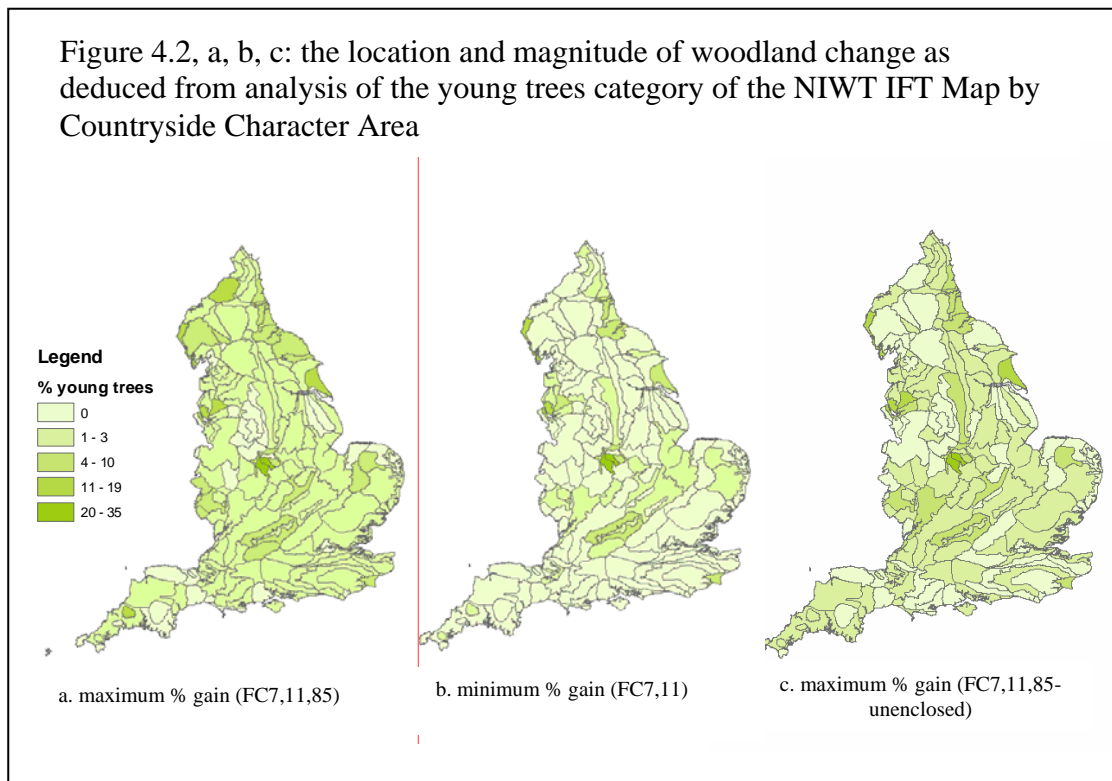 Figure 4.2, a, b, c: the location and magnitude of woodland change as
deduced from analysis of the young trees category of the NIWT IFT Map by
Countryside Character Area
Legend
% young trees
0
1 - 3
4 - 10
11 - 19
20 - 35
a. maximum % gain (FC7,11,85)
b. minimum % gain (FC7,11)
c. maximum % gain (FC7,11,85-
unenclosed)